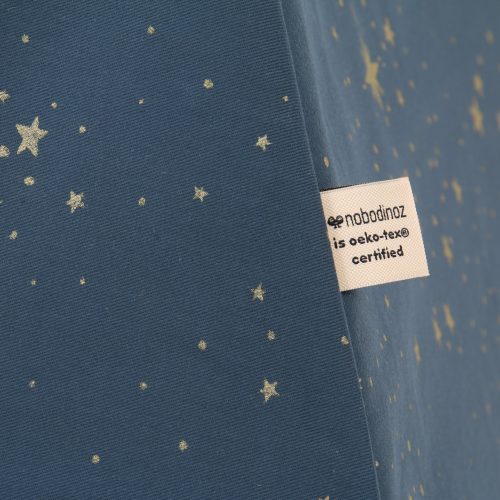 nobodinoz
is oeko-tex®
certified